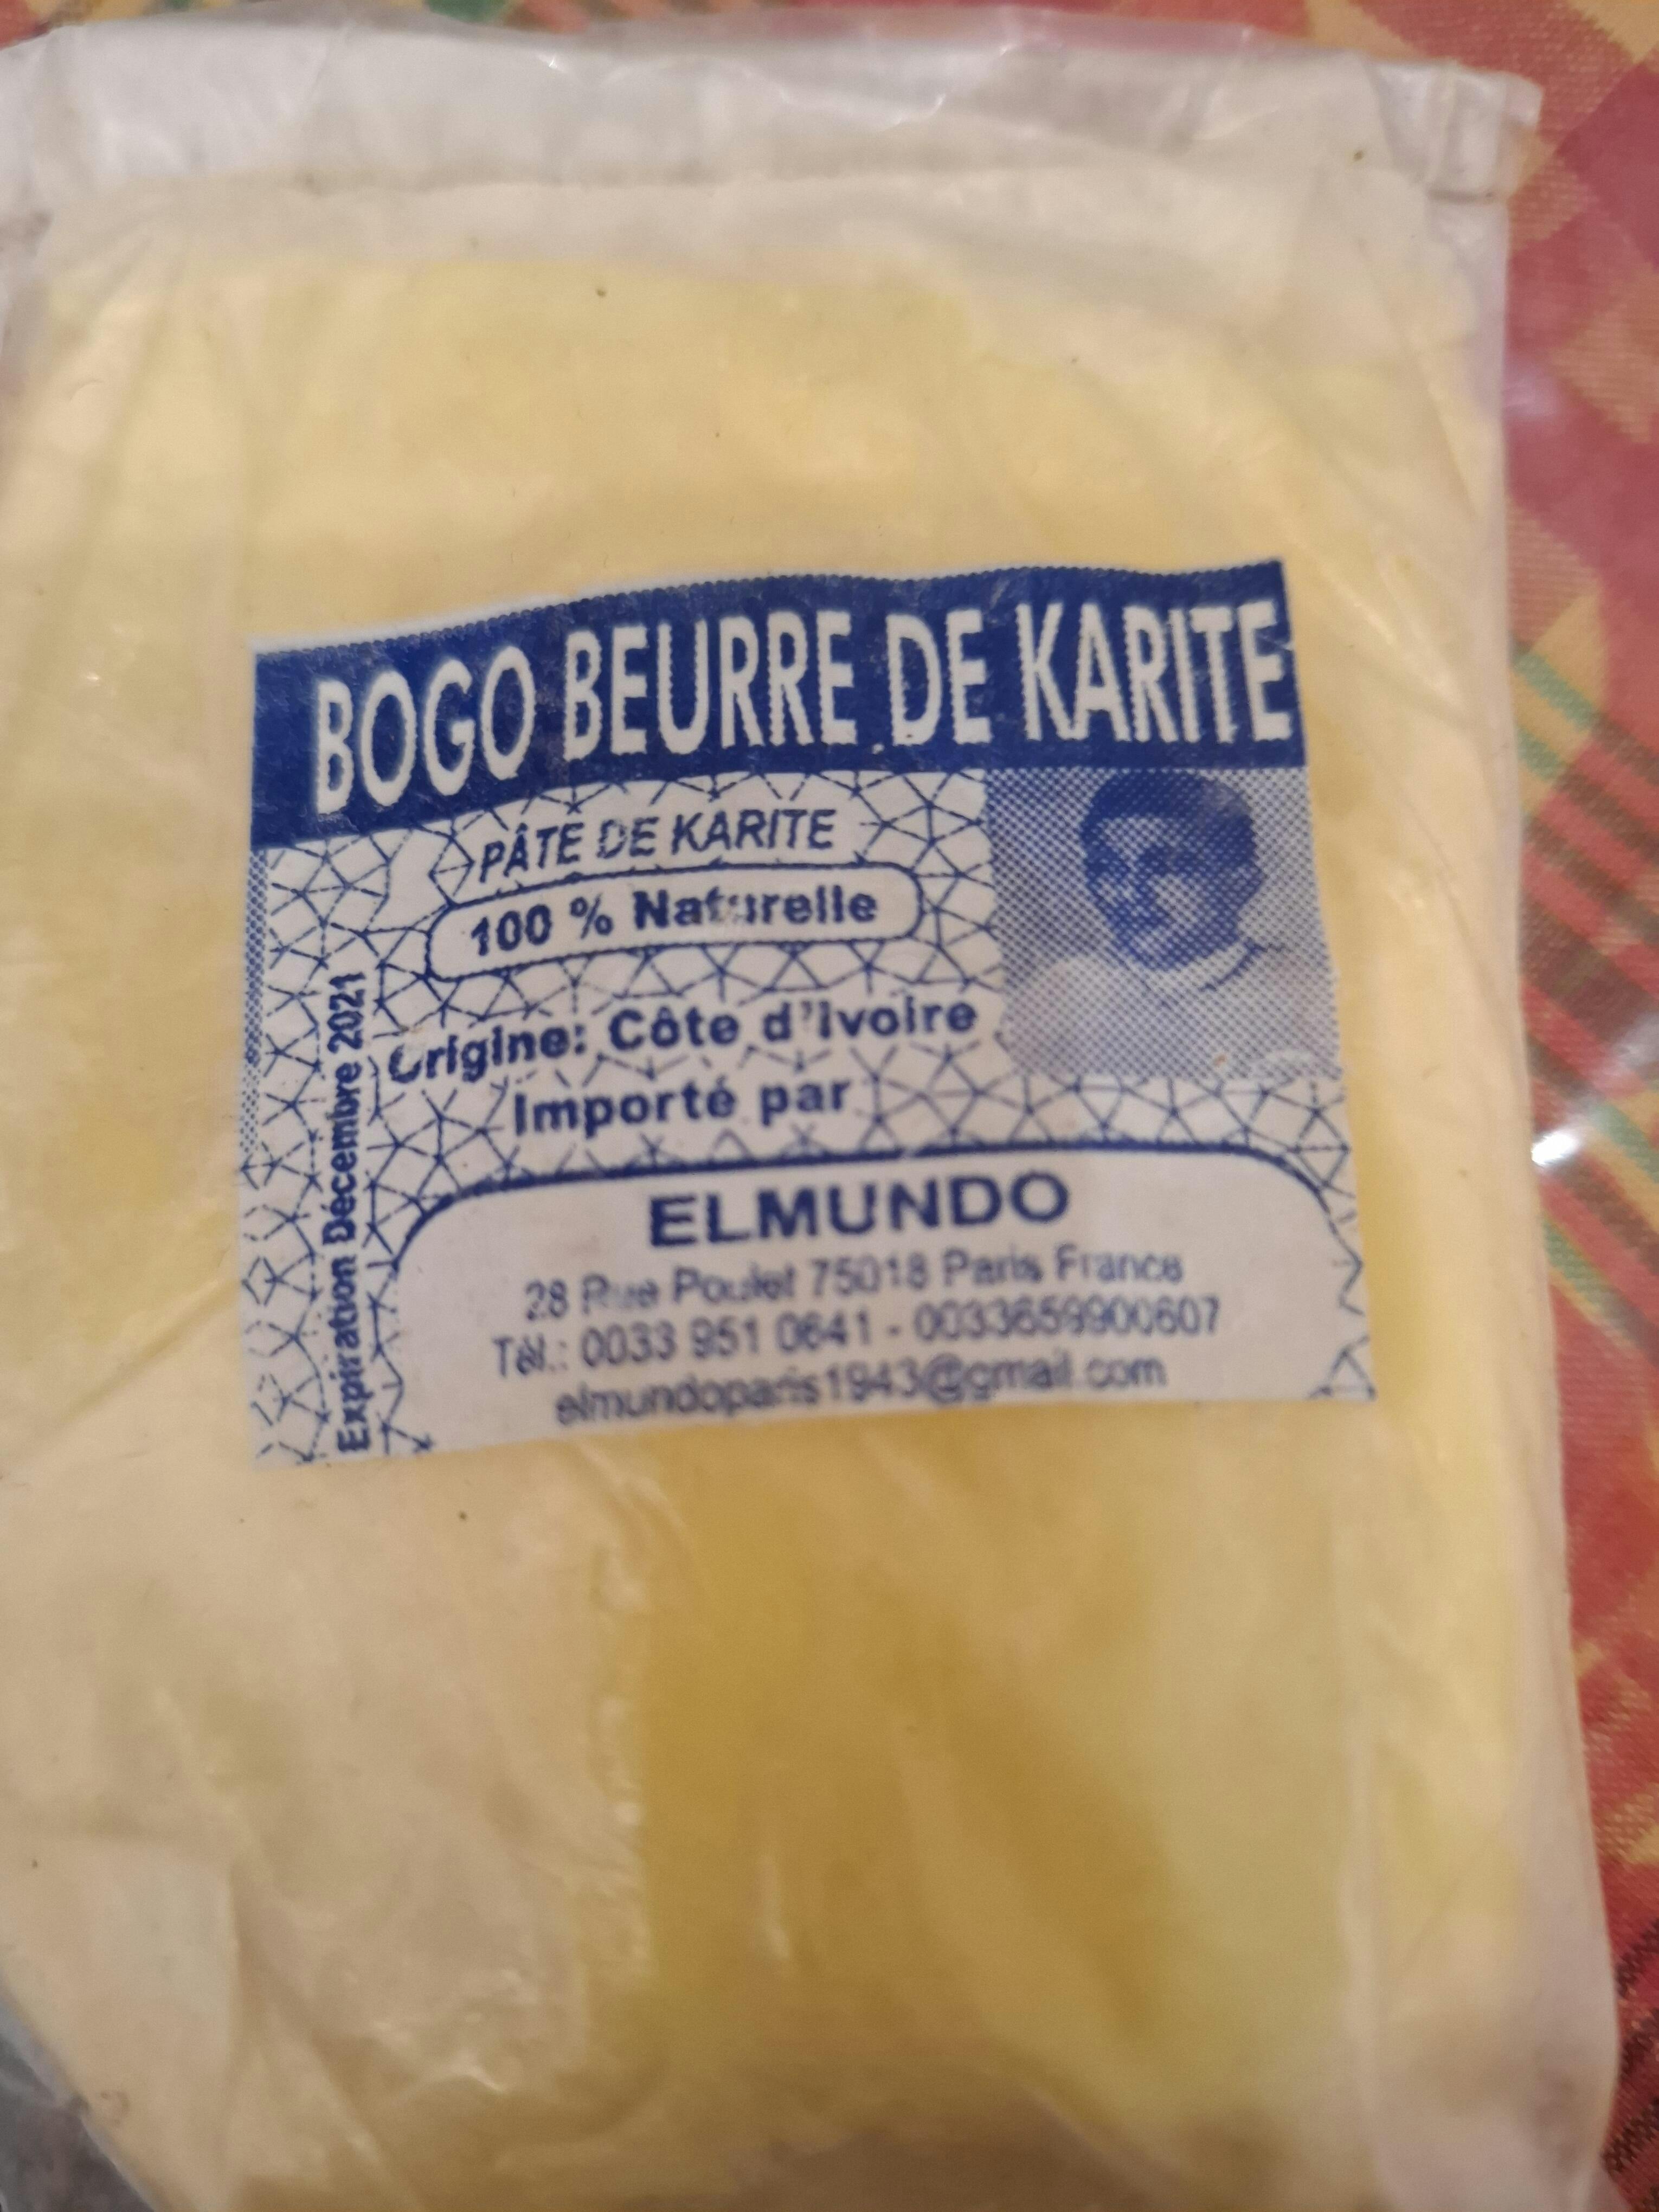 BOGO BEURRE DE KARITE
PÂTE DE KARITE
100 % Naturelle
Origine: Côte d'Ivoire
Importé par
ELMUNDO
28 Rue Poulet 75018 Paris France
Tél.: 0033 951 0641 - 0033659900607
elmundoparis1943@gmail.com
Expiration Décembre 2021